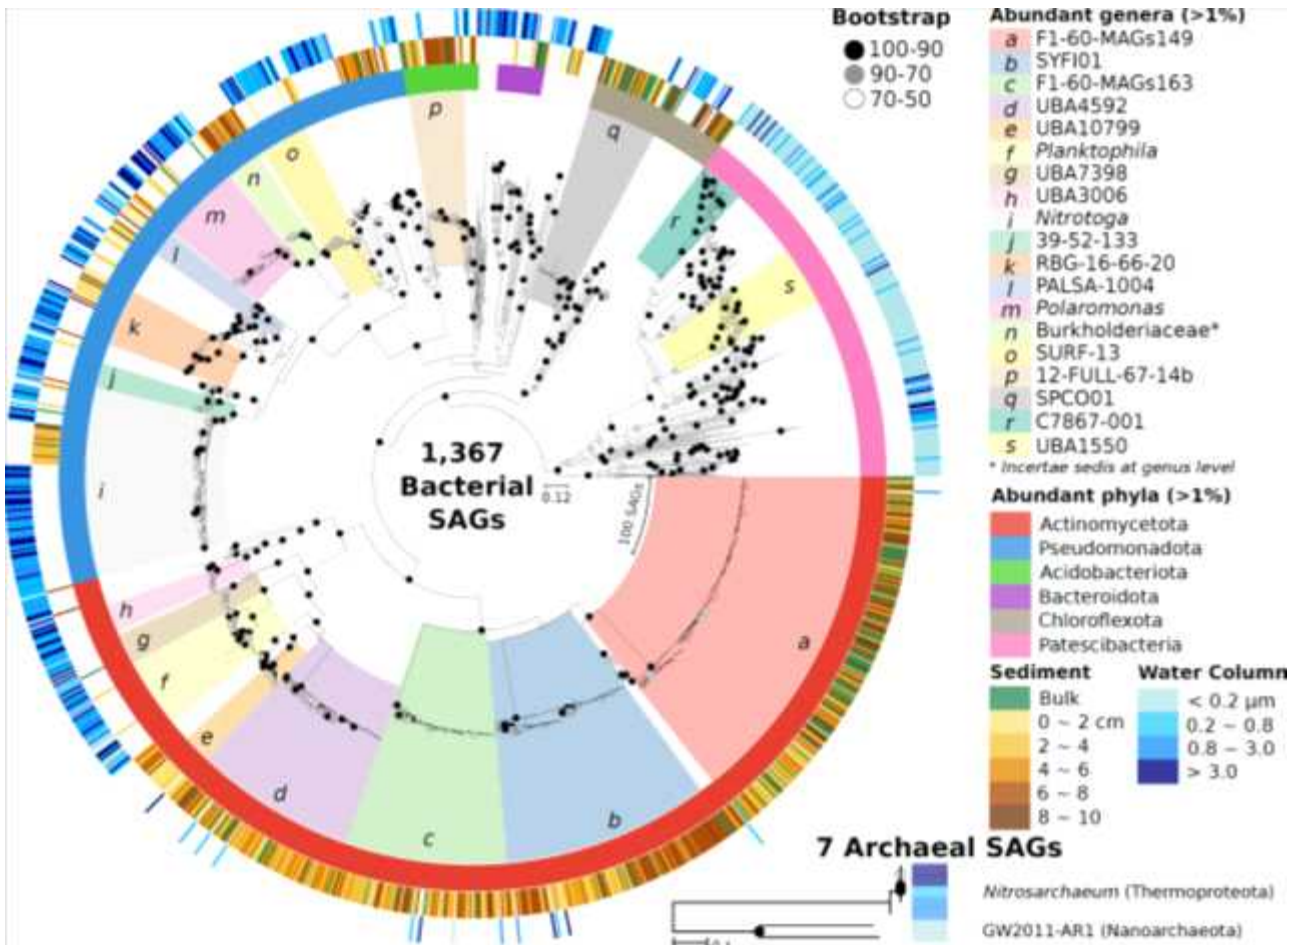 Bootstrap
100-90
90-70
70-50
Abundant genera (>1%)
a F1-60-MAGs149
b SYFI01
c F1-60-MAGs163
d UBA4592
e UBA10799
f Planktophila
g UBA7398
h UBA3006
i Nitrotoga
j 39-52-133
k RBG-16-66-20
l PALSA-1004
m Polaromonas
n Burkholderiaceae*
o SURF-13
p 12-FULL-67-14b
q SPCO01
r C7867-001
s UBA1550
* Incertae sedis at genus level
Abundant phyla (>1%)
Actinomycetota
Pseudomonadota
Acidobacteriota
Bacteroidota
Chloroflexota
Patescibacteria
Sediment
Bulk
0 ~ 2 cm
2 ~ 4
4 ~ 6
6 ~ 8
8 ~ 10
Water Column
< 0.2 μm
0.2 ~ 0.8
0.8 ~ 3.0
> 3.0
p
q
o
n
m
l
k
j
i
h
g
f
e
d
c
b
a
r
s
1,367
Bacterial
SAGs
0.12
100 SAGs
7 Archaeal SAGs
Nitrosarchaeum (Thermoproteota)
GW2011-AR1 (Nanoarchaeota)